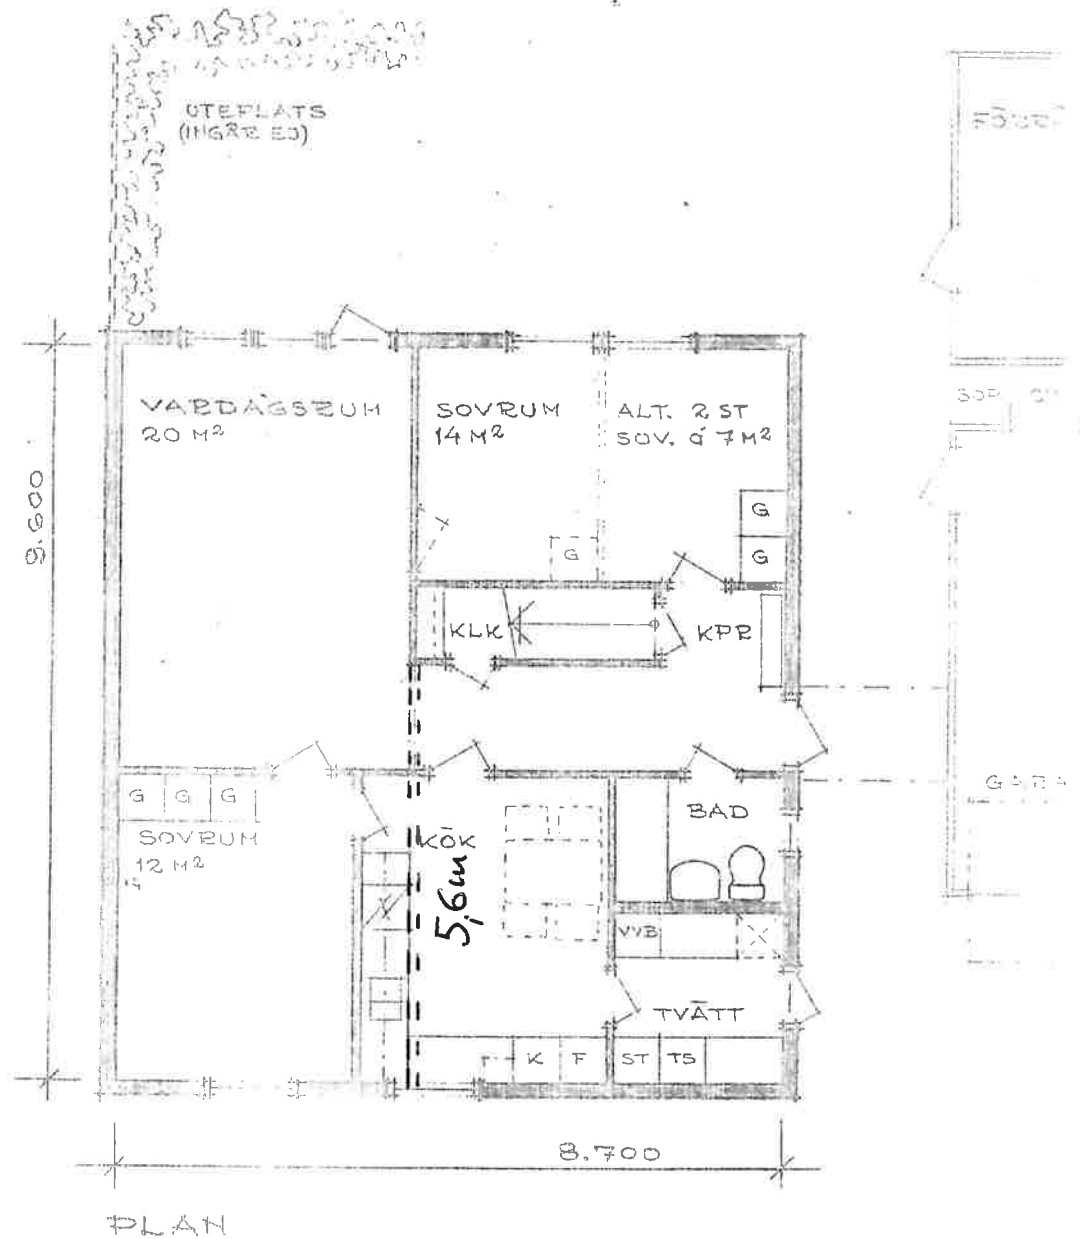 UTEPLATS
(INGÅR EJ)
VARDAGSRUM
20 M²
SOVRUM
14 M²
ALT. 2 ST
SOV. á 7 M²
9.600
G
G
G
KLK
KPR
G G G
SOVRUM
12 M²
KÖK
5,6m
BAD
VVB
TVÄTT
K F ST TS
8.700
PLAN